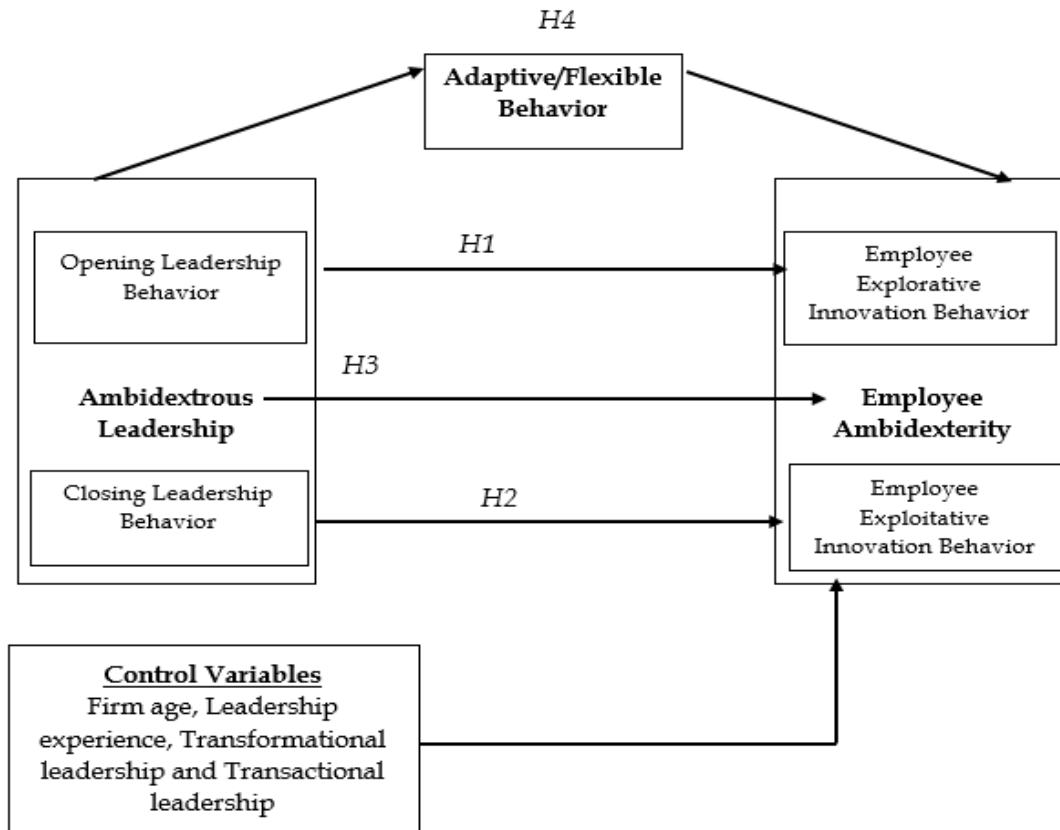 H4
Adaptive/Flexible
Behavior
Opening Leadership
Behavior
H1
Employee
Explorative
Innovation Behavior
H3
Ambidextrous
Leadership
Employee
Ambidexterity
Closing Leadership
Behavior
H2
Employee
Exploitative
Innovation Behavior
Control Variables
Firm age, Leadership
experience, Transformational
leadership and Transactional
leadership